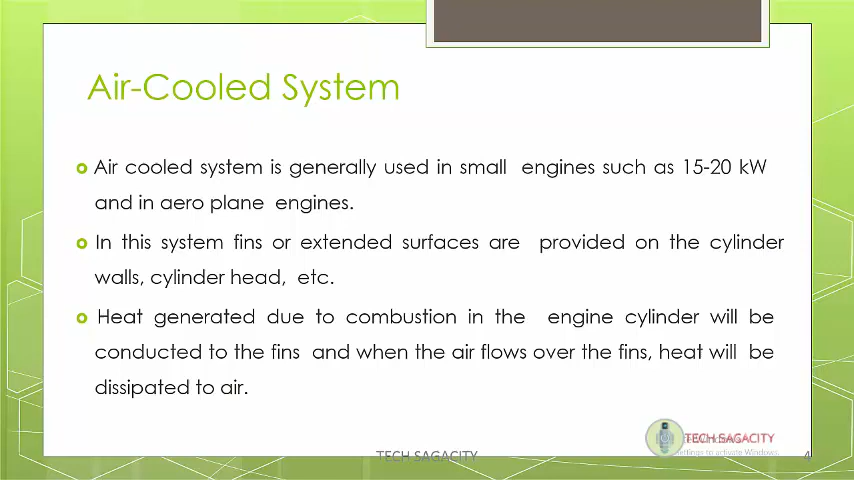 Air-Cooled System
Air cooled system is generally used in small engines such as 15-20 kW
and in aero plane engines.
In this system fins or extended surfaces are provided on the cylinder
walls, cylinder head, etc.
Heat generated due to combustion in the engine cylinder will be
conducted to the fins and when the air flows over the fins, heat will be
dissipated to air.
TECH SAGACITY
settings to activate Windows.
TECH SAGACITY
4